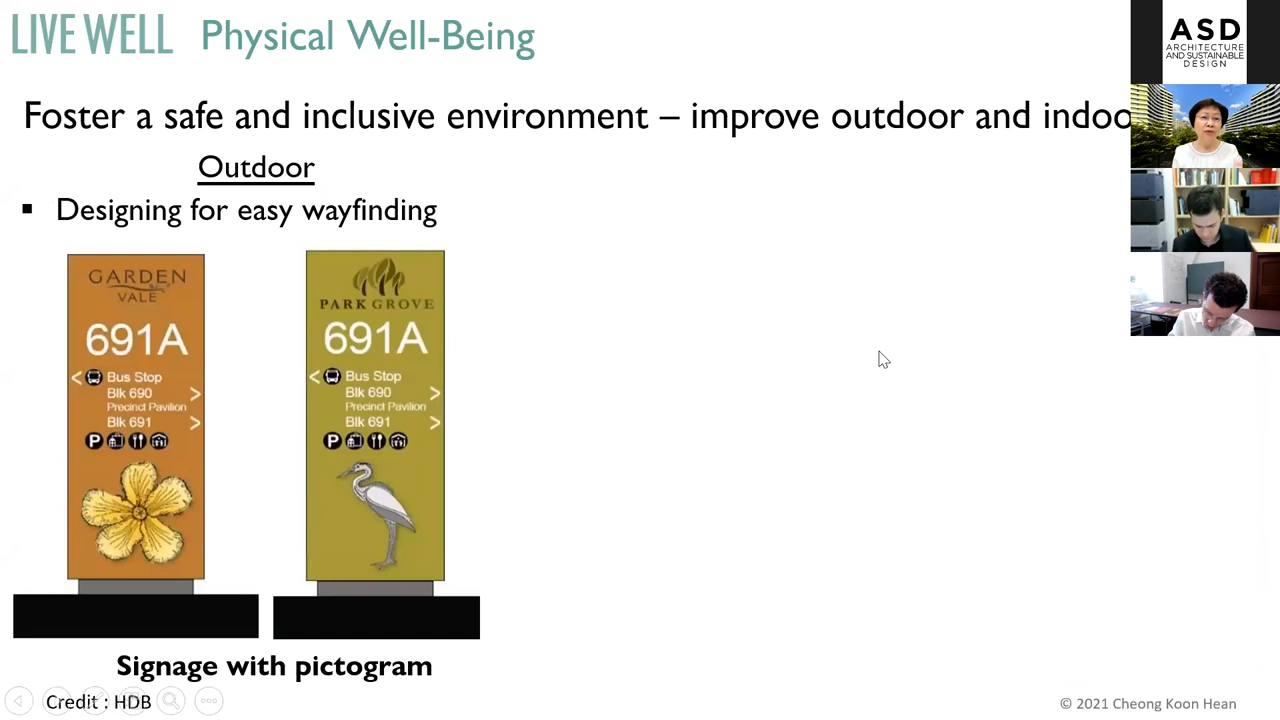 LIVE WELL Physical Well-Being
ASD
ARCHITECTURE
AND SUSTAINABLE
DESIGN
Foster a safe and inclusive environment – improve outdoor and indoo
Outdoor
▪ Designing for easy wayfinding
GARDEN
VALE
691A
< Bus Stop
Blk 690 >
Precinct Pavilion
Blk 691 >
P
PARK GROVE
691A
< Bus Stop
Blk 690 >
Precinct Pavilion
Blk 691 >
P
Signage with pictogram
Credit : HDB
© 2021 Cheong Koon Hean